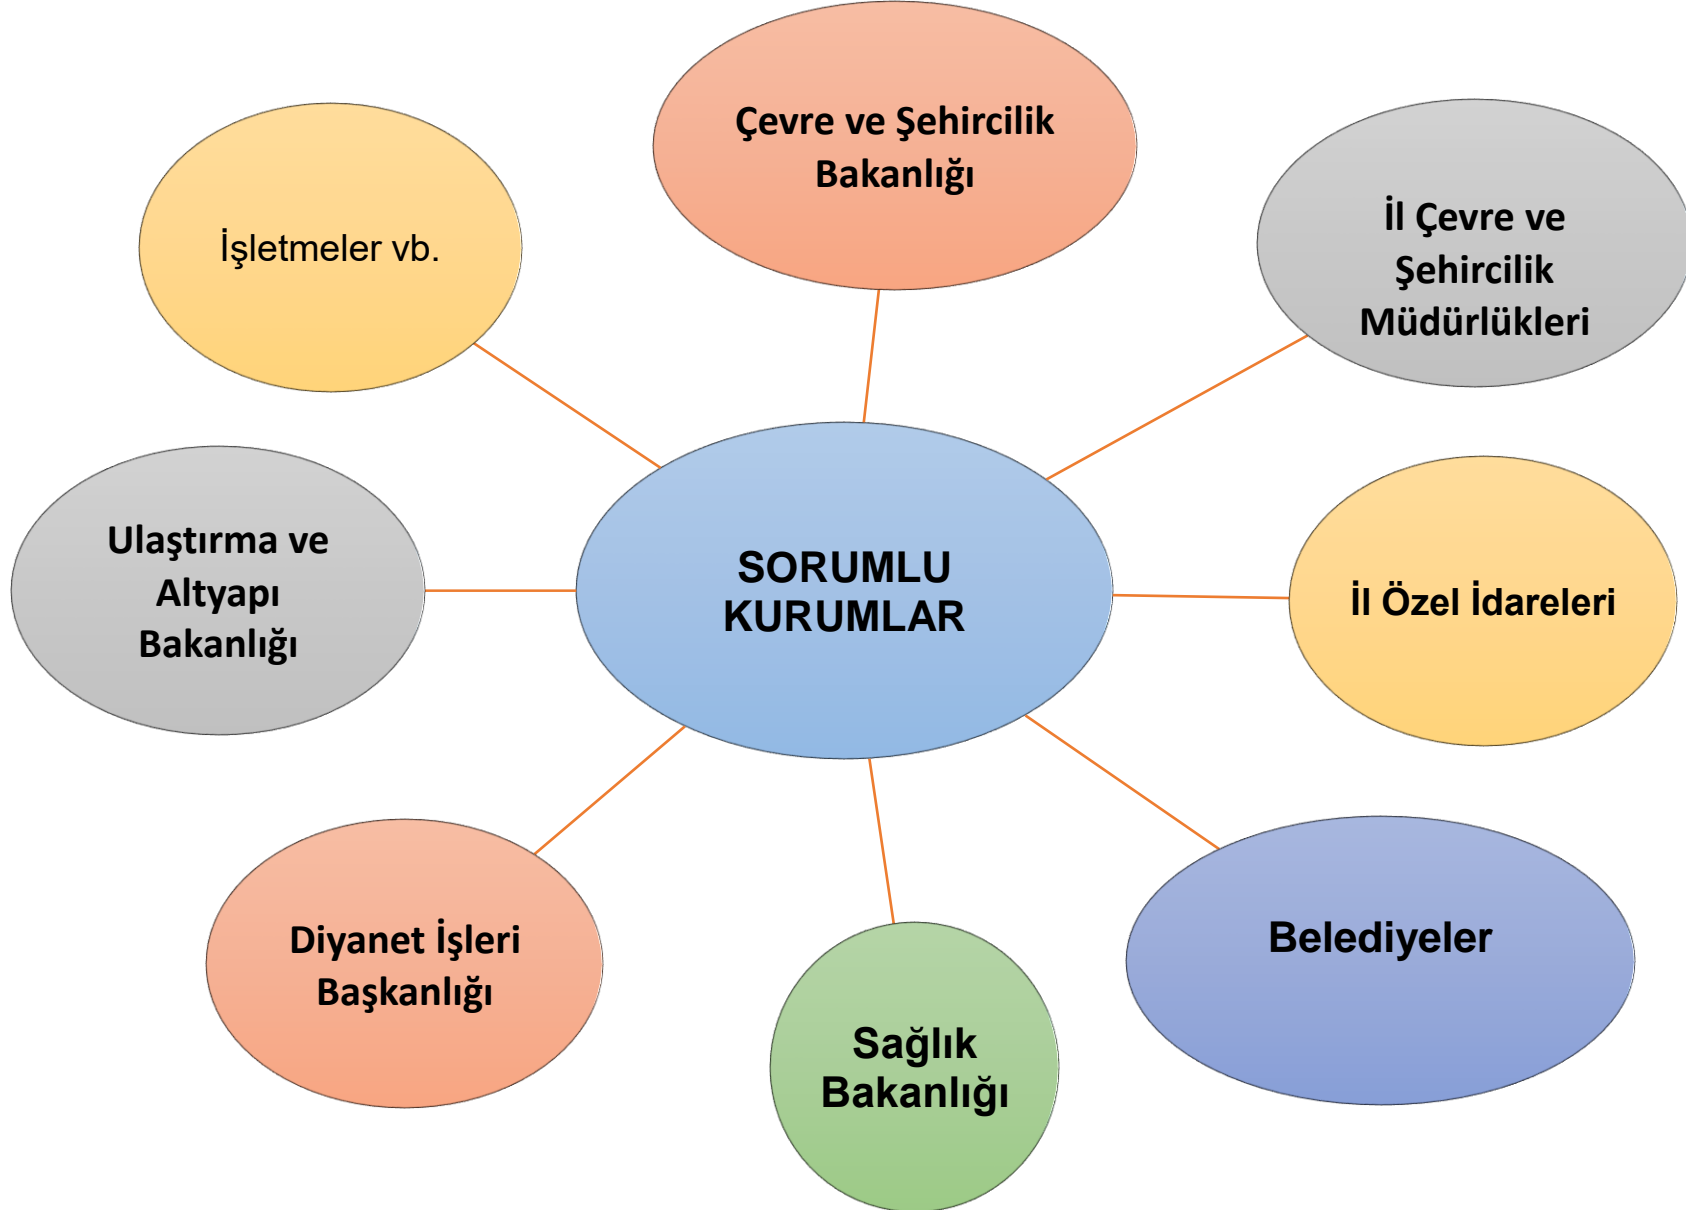 Çevre ve Şehircilik
Bakanlığı
İl Çevre ve
Şehircilik
Müdürlükleri
İşletmeler vb.
Ulaştırma ve
Altyapı
Bakanlığı
SORUMLU
KURUMLAR
İl Özel İdareleri
Diyanet İşleri
Başkanlığı
Belediyeler
Sağlık
Bakanlığı